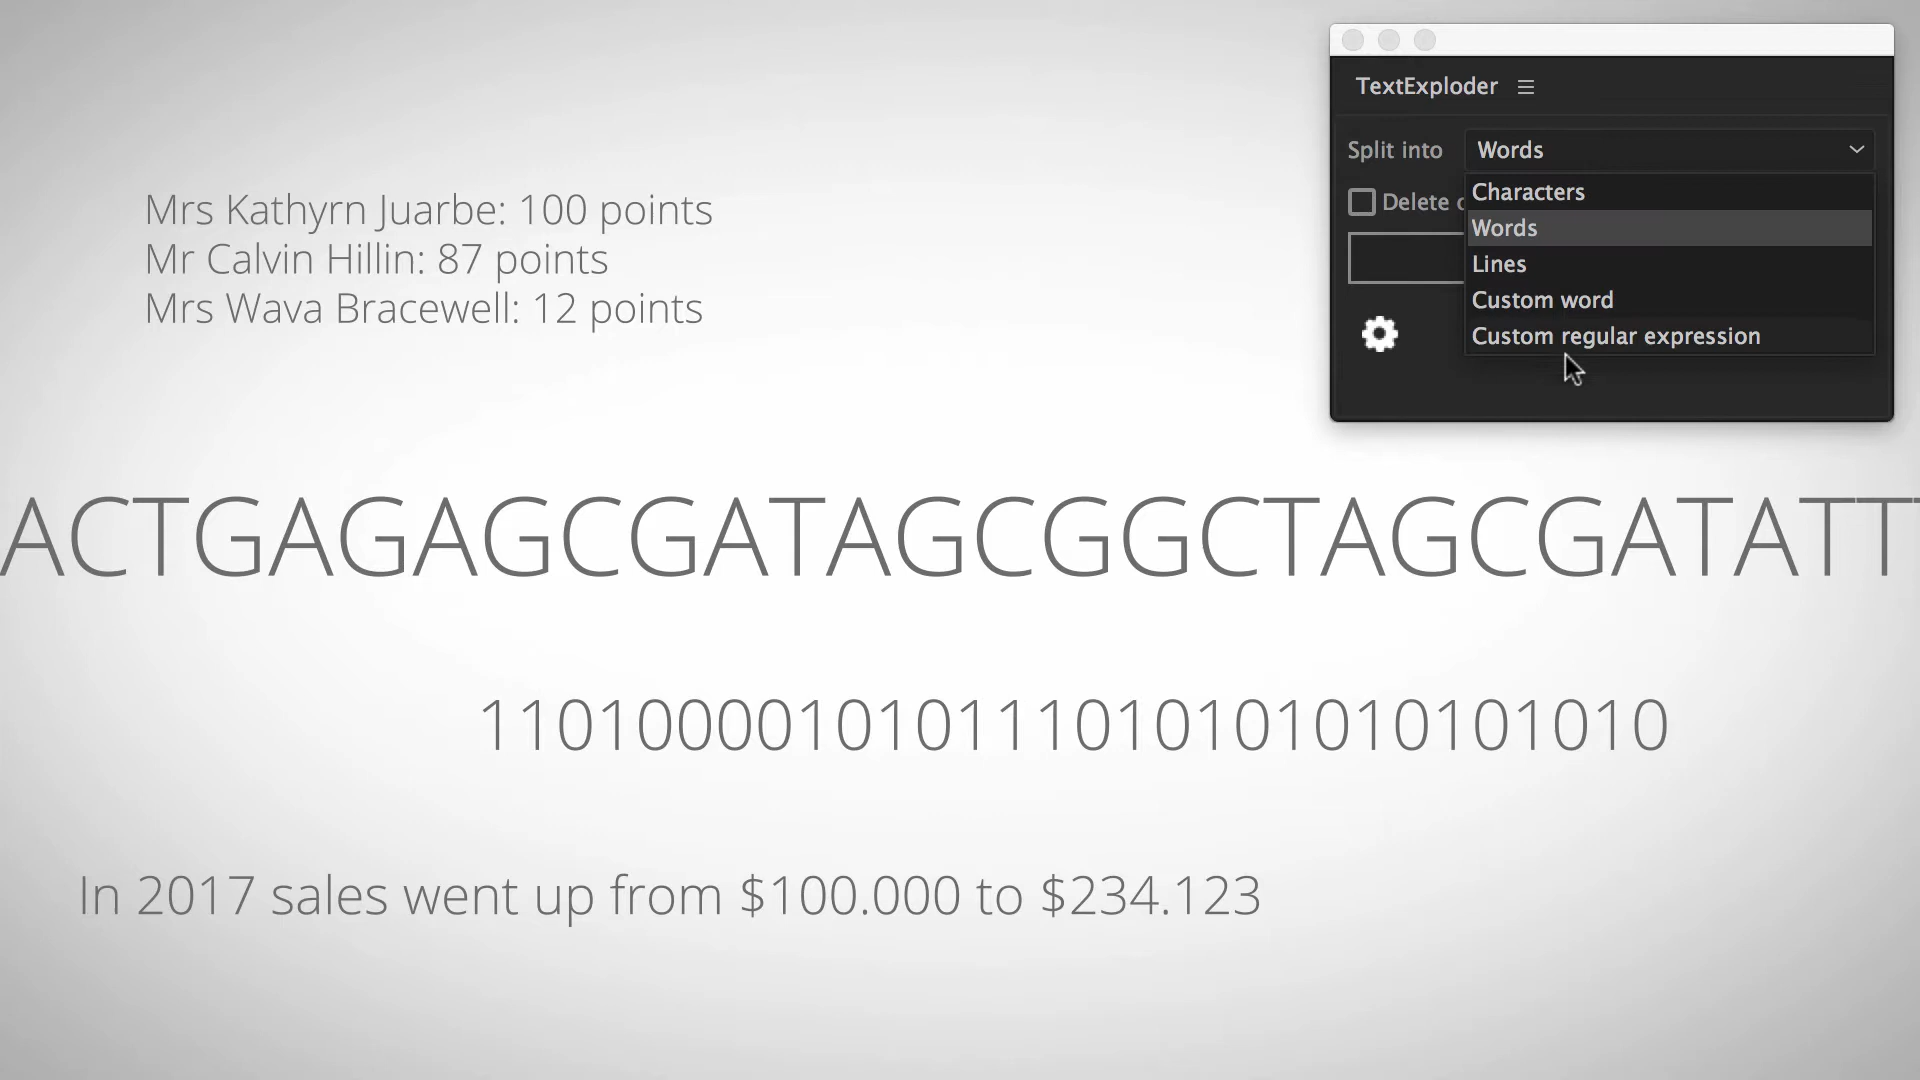 TextExploder
Split into Words
Delete
Characters
Words
Lines
Custom word
Custom regular expression
Mrs Kathyrn Juarbe: 100 points
Mr Calvin Hillin: 87 points
Mrs Wava Bracewell: 12 points
ACTGAGAGCGATAGCGGCTAGCGATATT
110100001010111010101010101010
In 2017 sales went up from $100.000 to $234.123